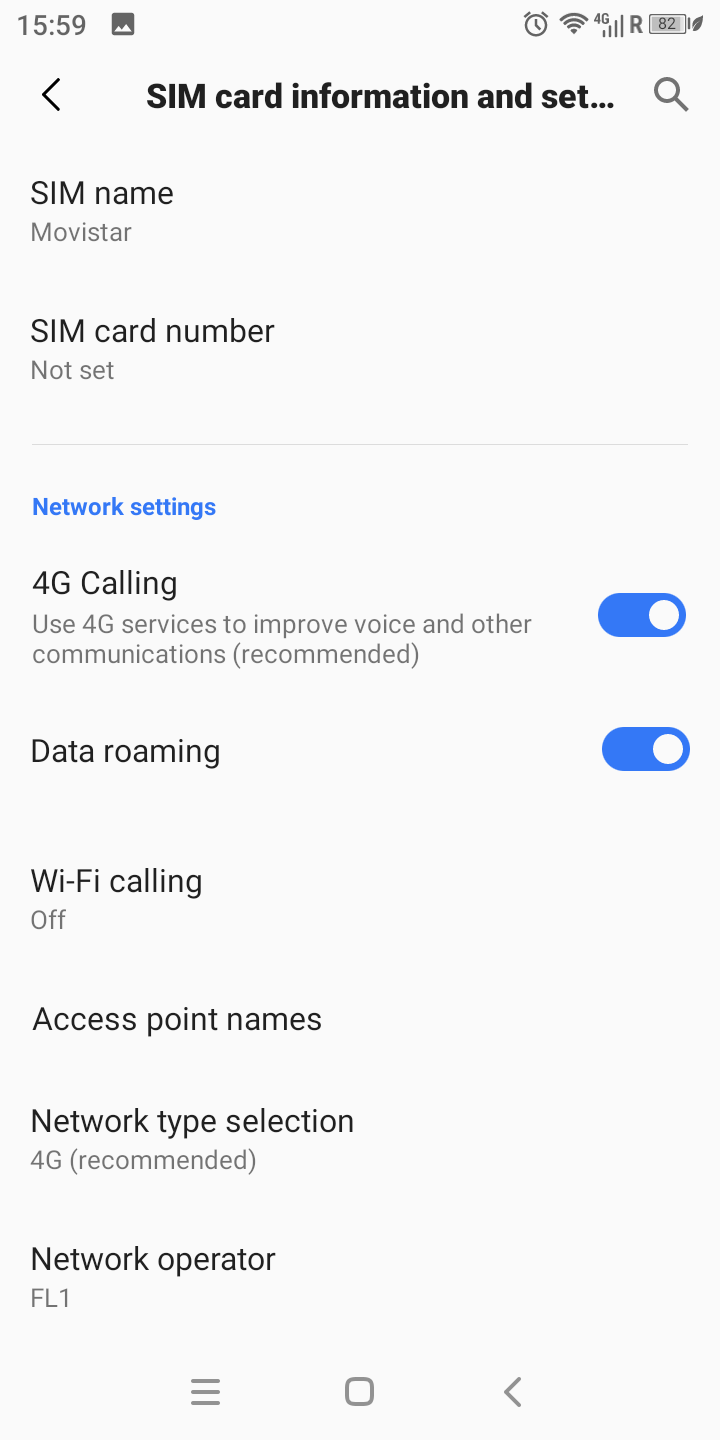 15:59
4G R 82
SIM card information and set...
SIM name
Movistar
SIM card number
Not set
Network settings
4G Calling
Use 4G services to improve voice and other
communications (recommended)
Data roaming
Wi-Fi calling
Off
Access point names
Network type selection
4G (recommended)
Network operator
FL1